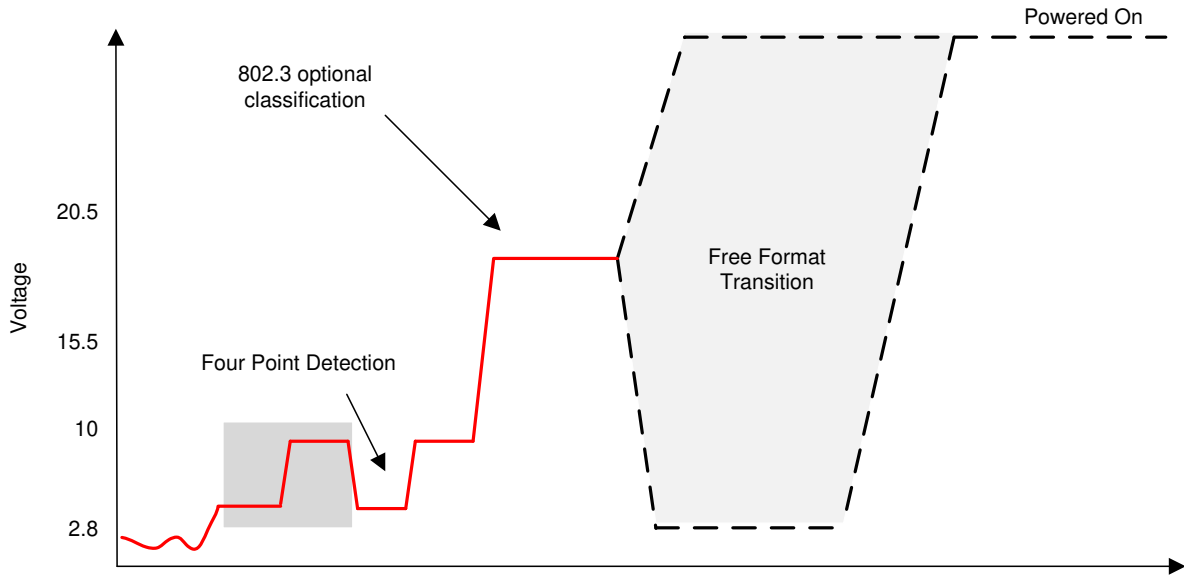 Powered On
802.3 optional
classification
20.5
Free Format
Transition
Voltage
15.5
Four Point Detection
10
2.8